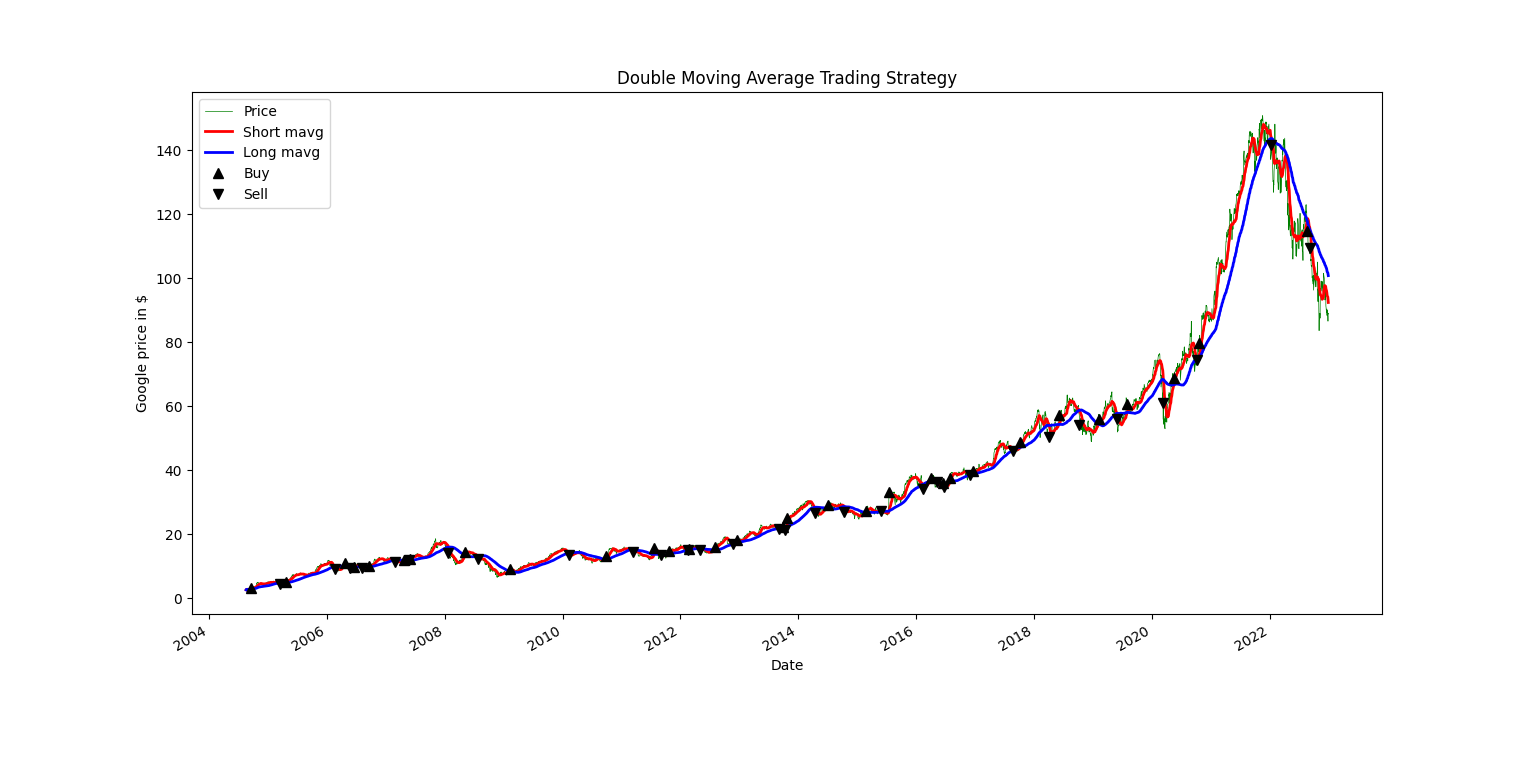 Double Moving Average Trading Strategy
Price
Short mavg
Long mavg
Buy
Sell
140
120
100
80
60
40
20
0
Google price in $
2004
2006
2008
2010
2012
2014
2016
2018
2020
2022
Date